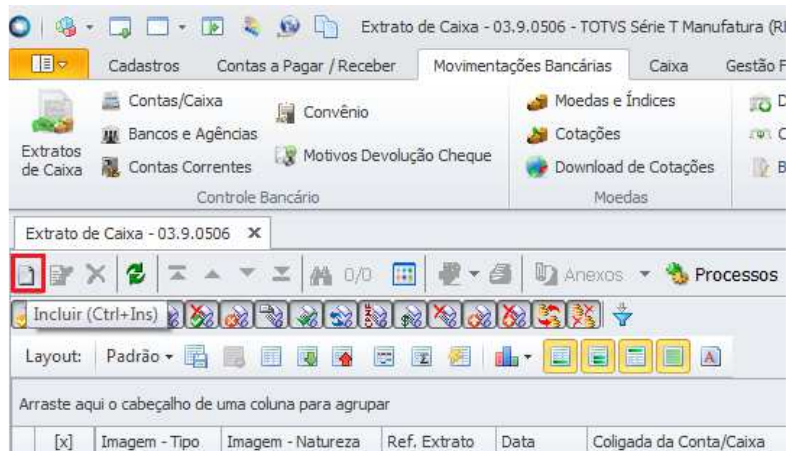 Extrato de Caixa - 03.9.0506 - TOTVS Série T Manufatura (R
Cadastros Contas a Pagar / Receber Movimentações Bancárias Caixa Gestão F
Contas/Caixa Convênio Moedas e Índices D
Bancos e Agências Cotações C
Extratos de Caixa Contas Correntes Motivos Devolução Cheque Download de Cotações B
Controle Bancário Moedas
Extrato de Caixa - 03.9.0506 X
0/0 Anexos Processos
Incluir (Ctrl+Ins)
Layout: Padrão A
Arraste aqui o cabeçalho de uma coluna para agrupar
[x] Imagem - Tipo Imagem - Natureza Ref. Extrato Data Coligada da Conta/Caixa